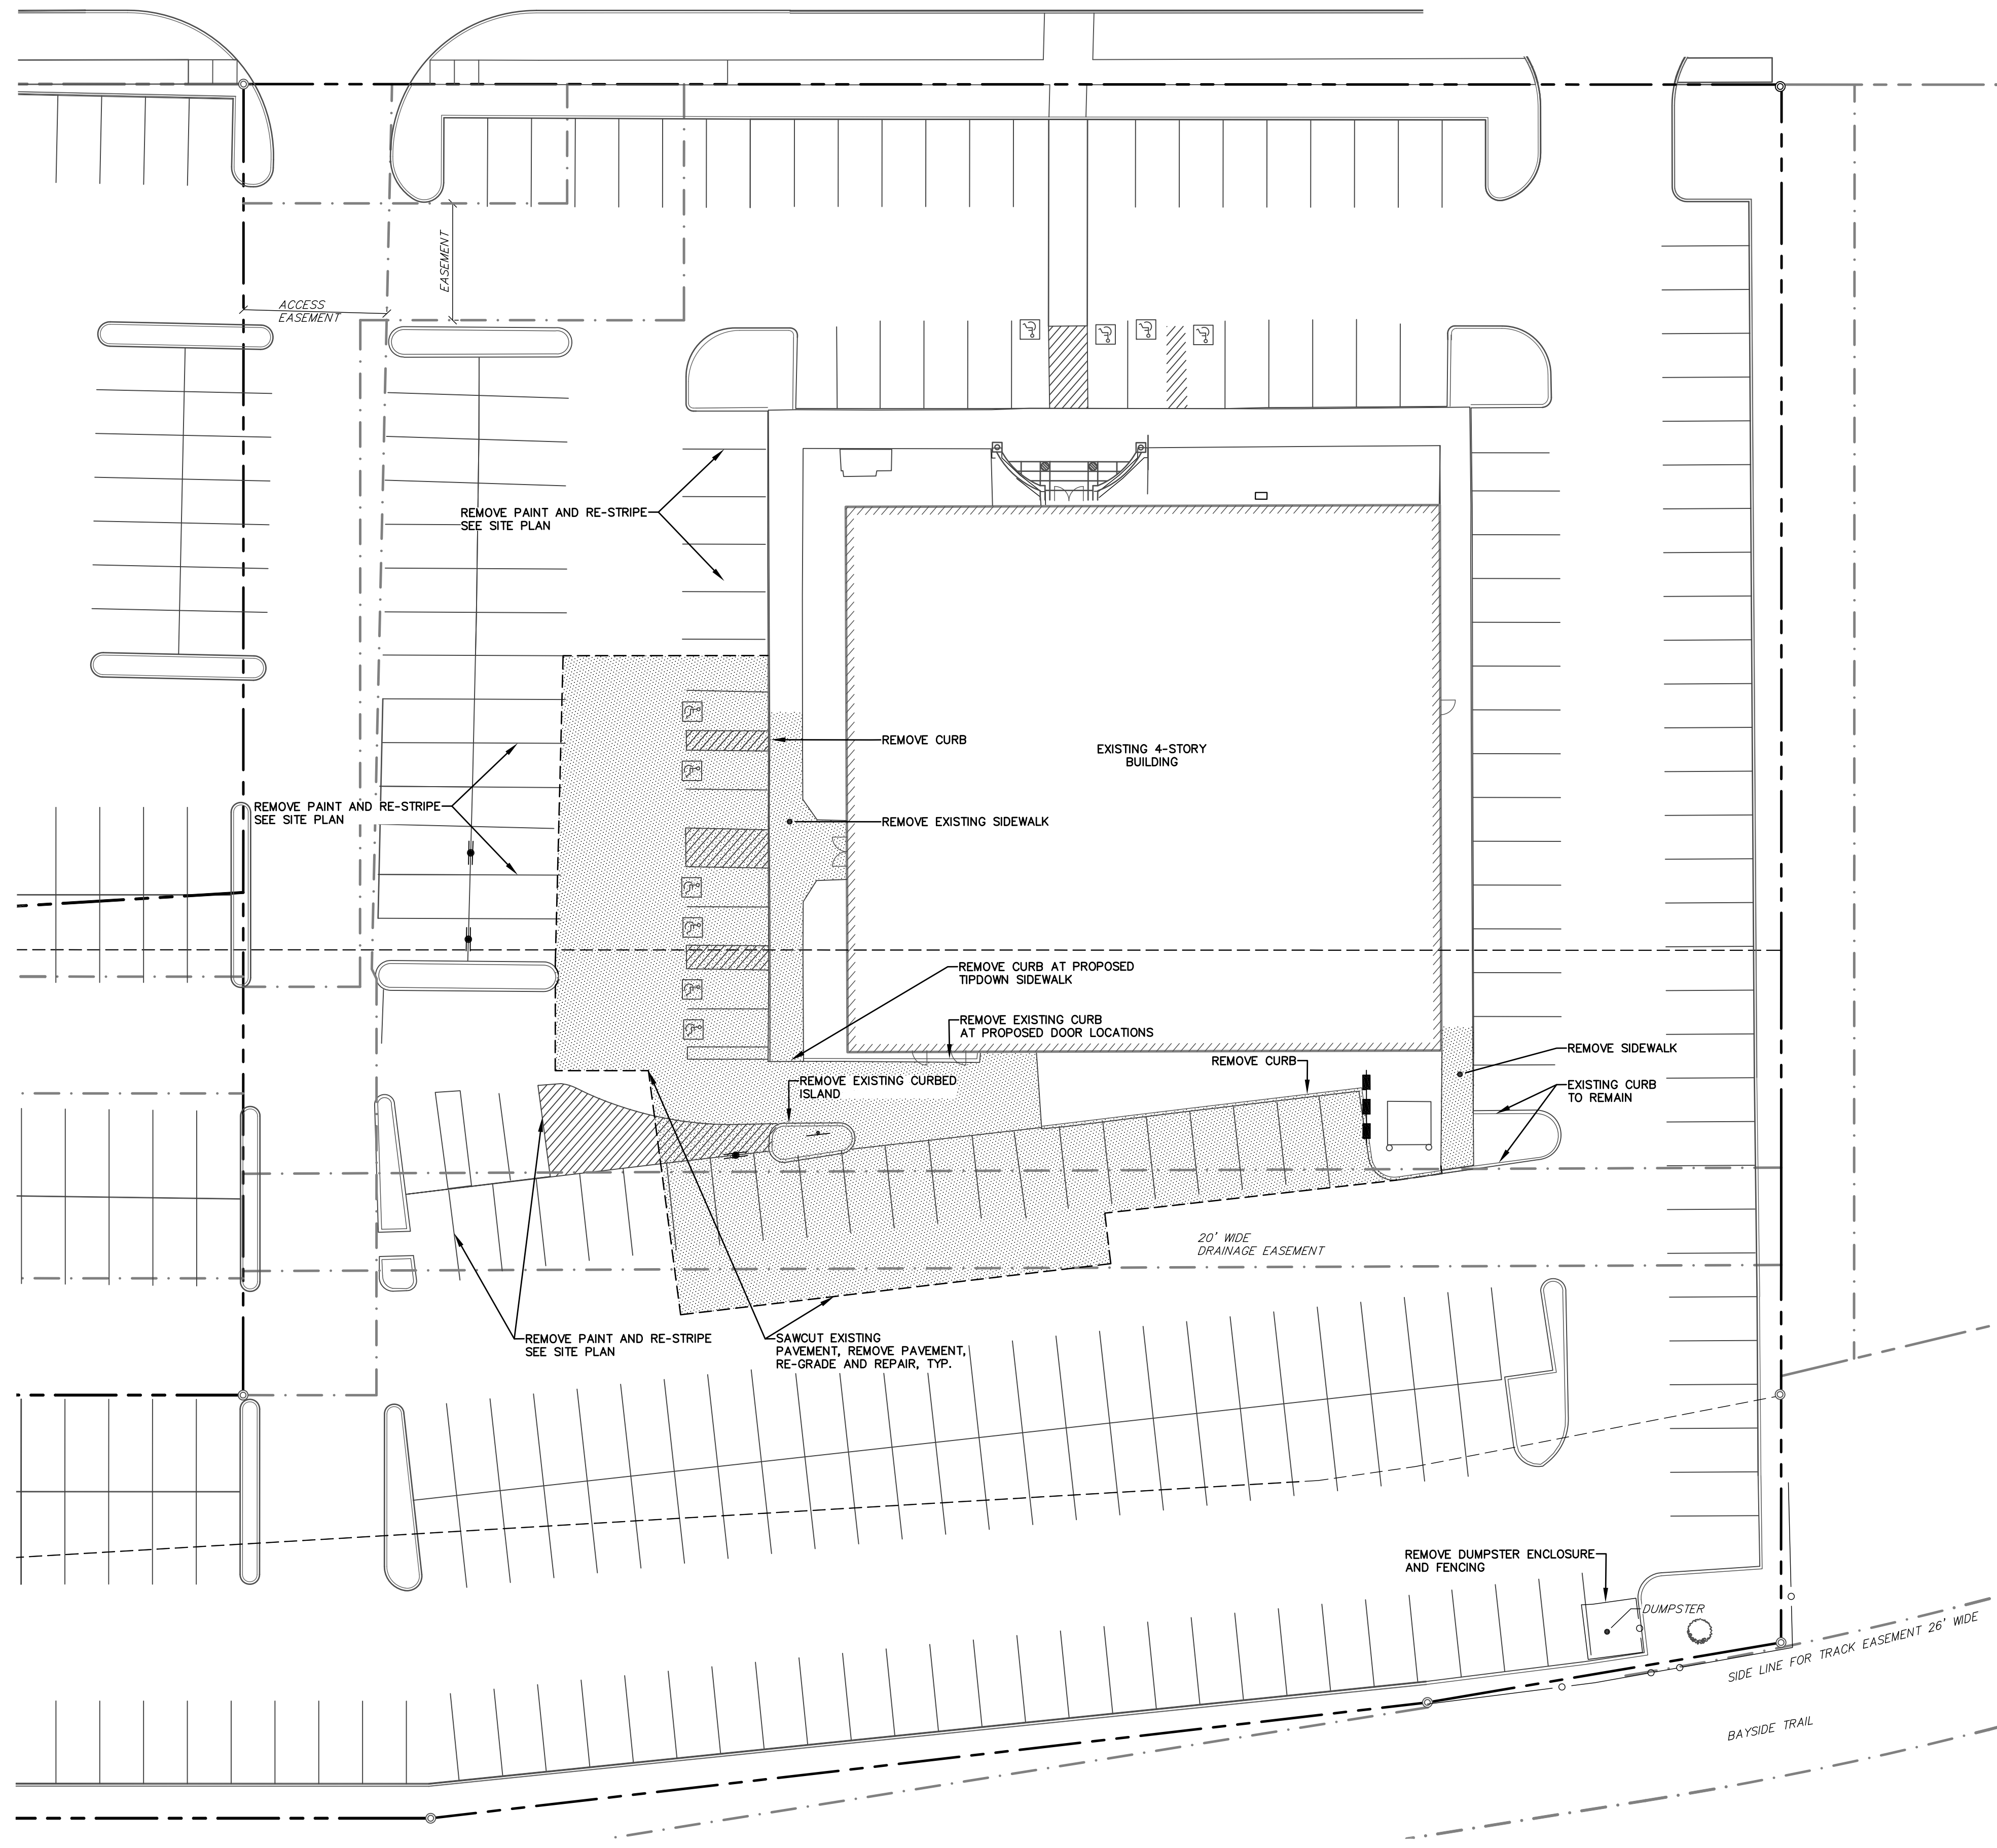 EASEMENT
ACCESS
EASEMENT
REMOVE PAINT AND RE-STRIPE
SEE SITE PLAN
REMOVE CURB
EXISTING 4-STORY
BUILDING
REMOVE PAINT AND RE-STRIPE
SEE SITE PLAN
REMOVE EXISTING SIDEWALK
REMOVE CURB AT PROPOSED
TIPDOWN SIDEWALK
REMOVE EXISTING CURB
AT PROPOSED DOOR LOCATIONS
REMOVE CURB
REMOVE SIDEWALK
REMOVE EXISTING CURBED
ISLAND
EXISTING CURB
TO REMAIN
20' WIDE
DRAINAGE EASEMENT
REMOVE PAINT AND RE-STRIPE
SEE SITE PLAN
SAWCUT EXISTING
PAVEMENT, REMOVE PAVEMENT,
RE-GRADE AND REPAIR, TYP.
REMOVE DUMPSTER ENCLOSURE
AND FENCING
DUMPSTER
SIDE LINE FOR TRACK EASEMENT 26' WIDE
BAYSIDE TRAIL